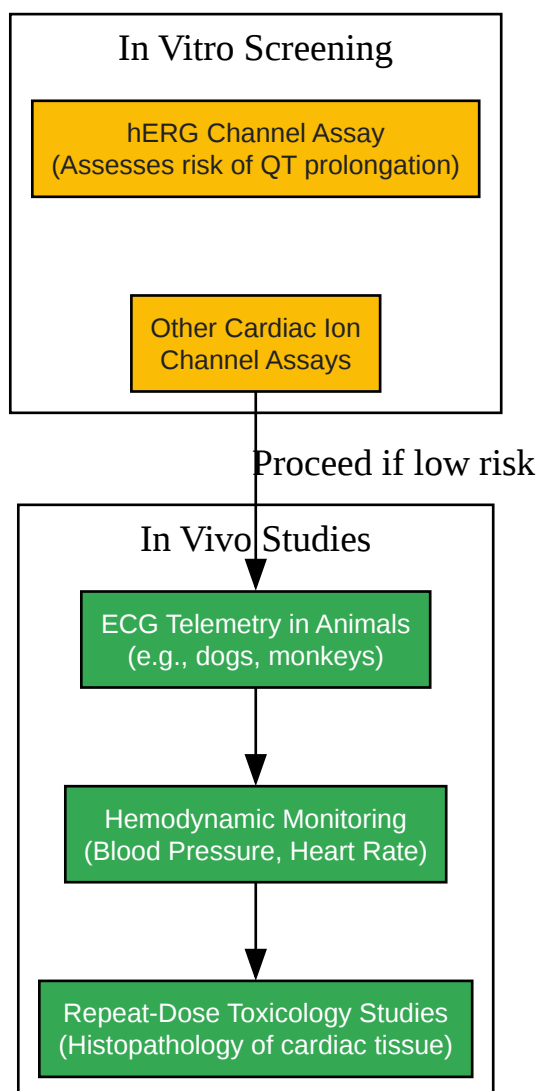 In Vitro Screening
hERG Channel Assay
(Assesses risk of QT prolongation)
Other Cardiac Ion
Channel Assays
Proceed if low risk
In Vivo Studies
ECG Telemetry in Animals
(e.g., dogs, monkeys)
Hemodynamic Monitoring
(Blood Pressure, Heart Rate)
Repeat-Dose Toxicology Studies
(Histopathology of cardiac tissue)